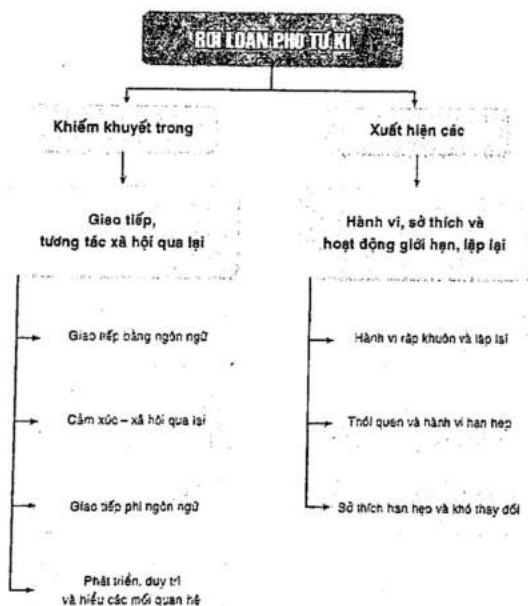 RỐI LOẠN PHỔ TỰ KỈ
Khiếm khuyết trong
Xuất hiện các
Giao tiếp,
tương tác xã hội qua lại
Hành vi, sở thích và
hoạt động giới hạn, lặp lại
Giao tiếp bằng ngôn ngữ
Cảm xúc – xã hội qua lại
Giao tiếp phi ngôn ngữ
Phát triển, duy trì
và hiểu các mối quan hệ
Hành vi rập khuôn và lặp lại
Thói quen và hành vi hạn hẹp
Sở thích hạn hẹp và khó thay đổi